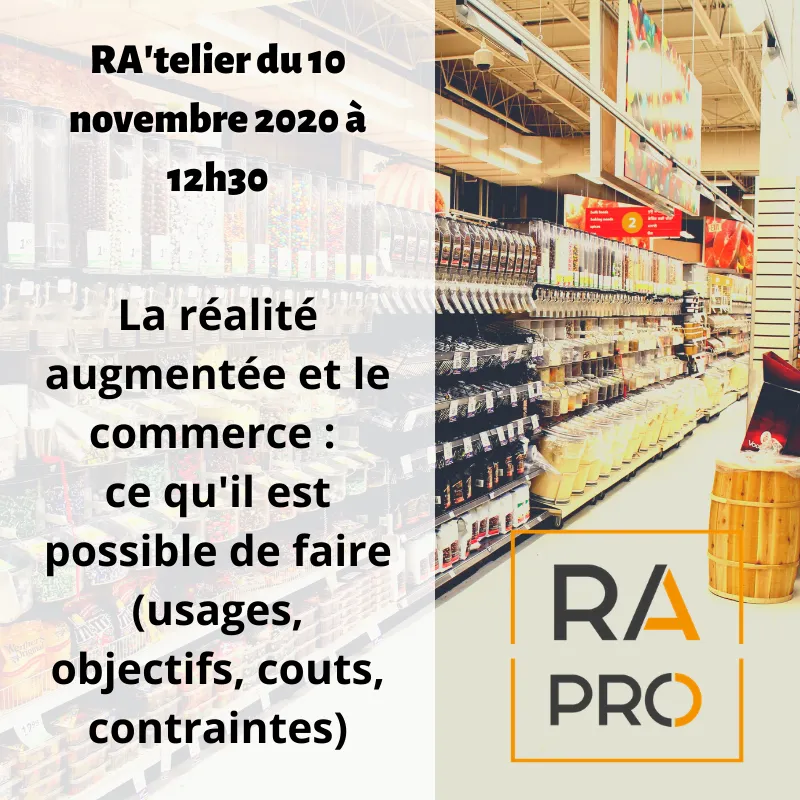 RA'telier du 10
novembre 2020 à
12h30
La réalité
augmentée et le
commerce :
ce qu'il est
possible de faire
(usages,
objectifs, couts,
contraintes)
2
RA
PRO